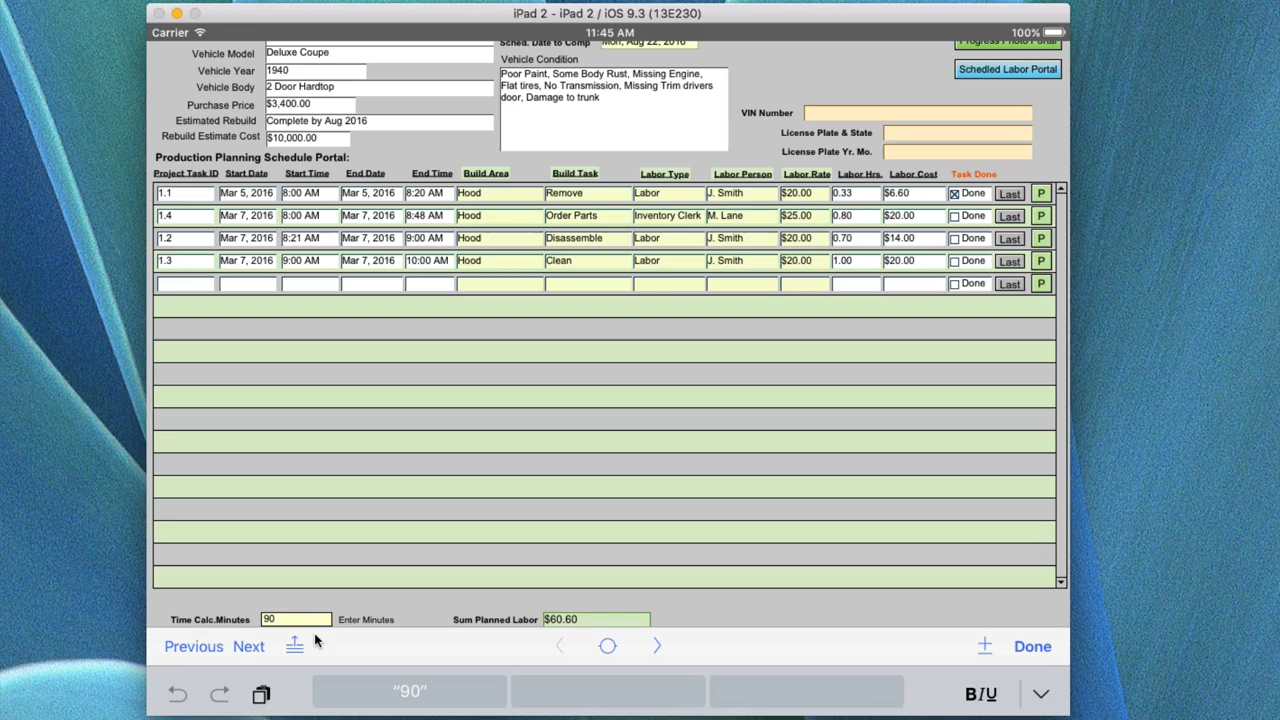 iPad 2 - iPad 2 / iOS 9.3 (13E230)
Carrier 11:45 AM 100%
Vehicle Model Deluxe Coupe Sched. Date to Comp Mon, Aug 22, 2016 Progress Photo Portal
Vehicle Year 1940 Vehicle Condition Schedled Labor Portal
Vehicle Body 2 Door Hardtop Poor Paint, Some Body Rust, Missing Engine,
Flat tires, No Transmission, Missing Trim drivers
door, Damage to trunk
Purchase Price $3,400.00 VIN Number
Estimated Rebuild Complete by Aug 2016 License Plate & State
Rebuild Estimate Cost $10,000.00 License Plate Yr. Mo.
Production Planning Schedule Portal:
Project Task ID Start Date Start Time End Date End Time Build Area Build Task Labor Type Labor Person Labor Rate Labor Hrs. Labor Cost Task Done
1.1 Mar 5, 2016 8:00 AM Mar 5, 2016 8:20 AM Hood Remove Labor J. Smith $20.00 0.33 $6.60 Done Last P
1.4 Mar 7, 2016 8:00 AM Mar 7, 2016 8:48 AM Hood Order Parts Inventory Clerk M. Lane $25.00 0.80 $20.00 Done Last P
1.2 Mar 7, 2016 8:21 AM Mar 7, 2016 9:00 AM Hood Disassemble Labor J. Smith $20.00 0.70 $14.00 Done Last P
1.3 Mar 7, 2016 9:00 AM Mar 7, 2016 10:00 AM Hood Clean Labor J. Smith $20.00 1.00 $20.00 Done Last P
Done Last P
Time Calc.Minutes 90 Enter Minutes Sum Planned Labor $60.60
Previous Next Done
"90" BIU